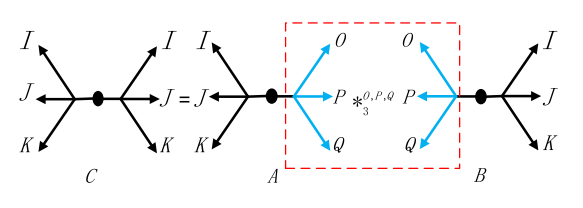 I I I O O I
J J = J P *₃^{O,P,Q} P J
K K K Q Q K
C A B